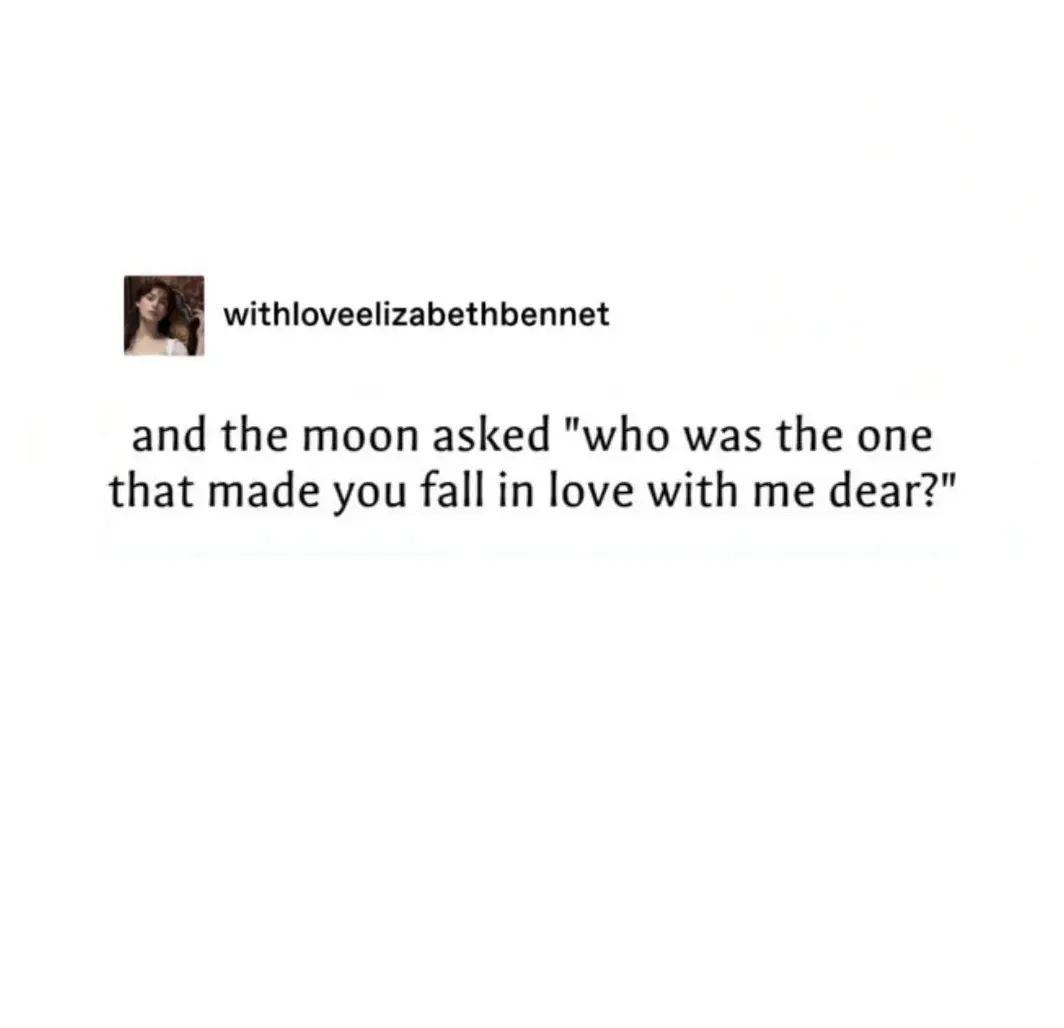 withloveelizabethbennet
and the moon asked "who was the one
that made you fall in love with me dear?"